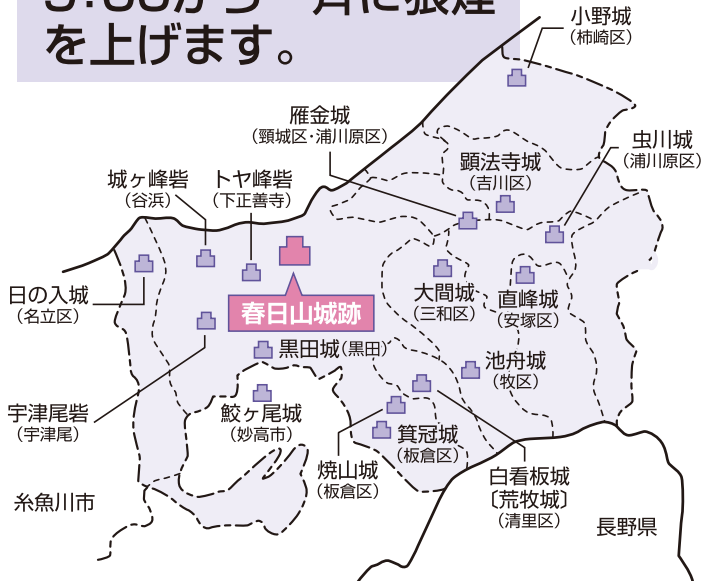 を上げます。
小野城
（柿崎区）
雁金城
（頸城区・浦川原区）
虫川城
（浦川原区）
顕法寺城
（吉川区）
城ヶ峰砦
（谷浜）
トヤ峰砦
（下正善寺）
日の入城
（名立区）
春日山城跡
大間城
（三和区）
直峰城
（安塚区）
黒田城（黒田）
池舟城
（牧区）
宇津尾砦
（宇津尾）
鮫ヶ尾城
（妙高市）
箕冠城
（板倉区）
焼山城
（板倉区）
白看板城
〔荒牧城〕
（清里区）
糸魚川市
長野県